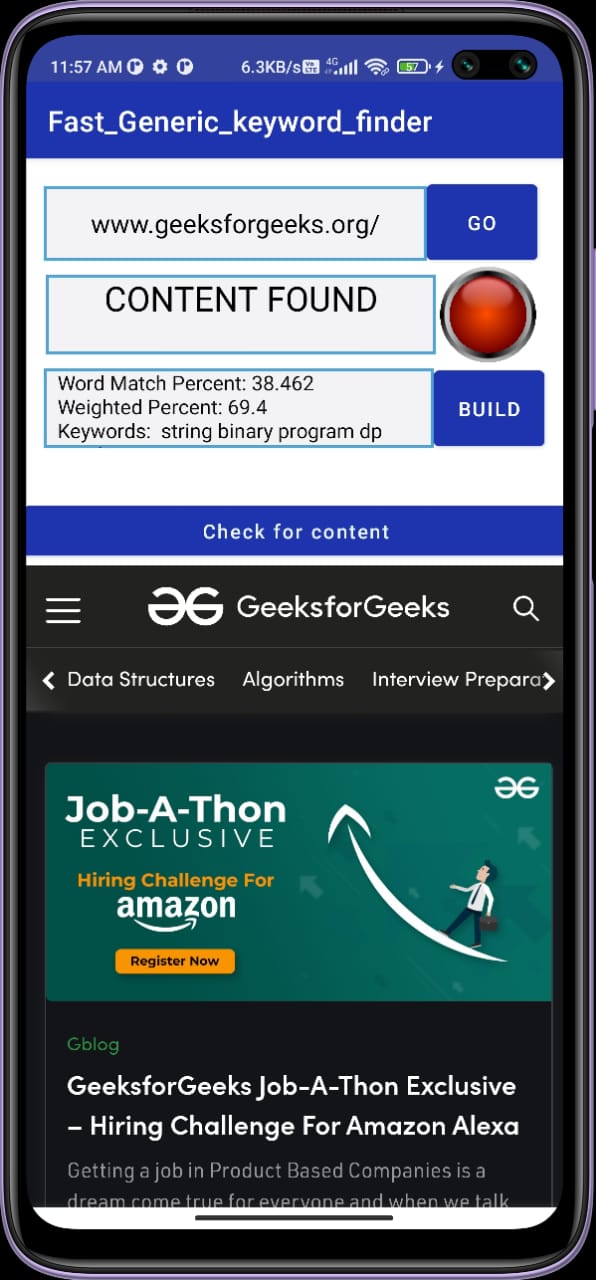 11:57 AM 6.3KB/s 4G 57
Fast_Generic_keyword_finder
www.geeksforgeeks.org/
GO
CONTENT FOUND
Word Match Percent: 38.462
Weighted Percent: 69.4
Keywords:  string binary program dp
BUILD
Check for content
GeeksforGeeks
Data Structures Algorithms Interview Prepara
Job-A-Thon
EXCLUSIVE
Hiring Challenge For
amazon
Register Now
Gblog
GeeksforGeeks Job-A-Thon Exclusive
– Hiring Challenge For Amazon Alexa
Getting a job in Product Based Companies is a
dream come true for everyone and when we talk